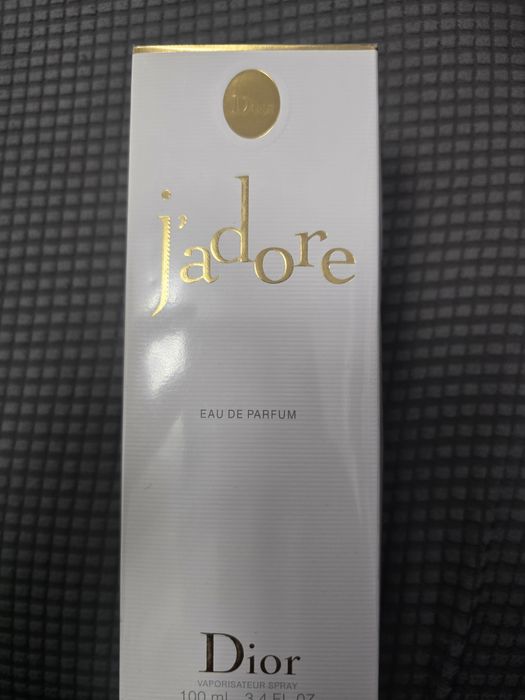 Dior
j'adore
EAU DE PARFUM
Dior
VAPORISATEUR SPRAY
100 ml 3.4 FL. OZ